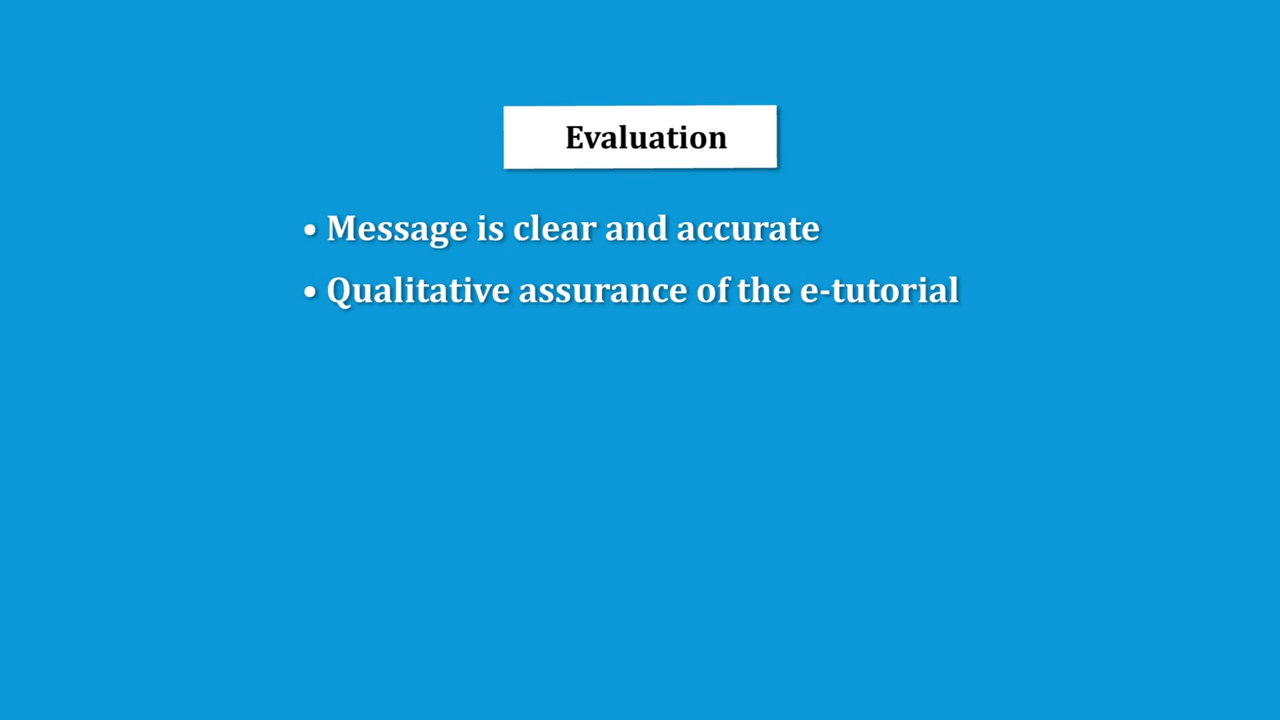 Evaluation
• Message is clear and accurate
• Qualitative assurance of the e-tutorial